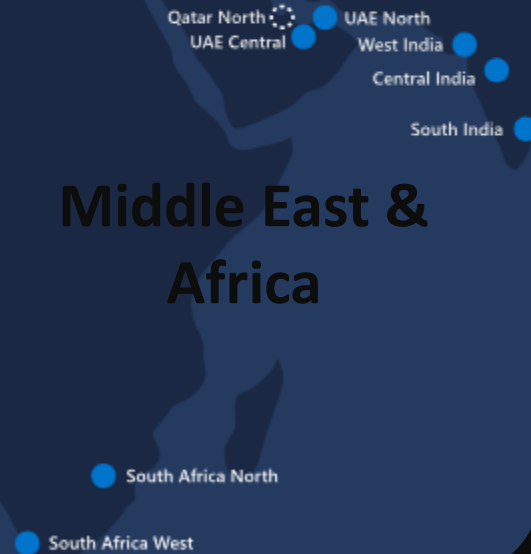 Qatar North
UAE North
UAE Central
West India
Central India
South India
Middle East &
Africa
South Africa North
South Africa West